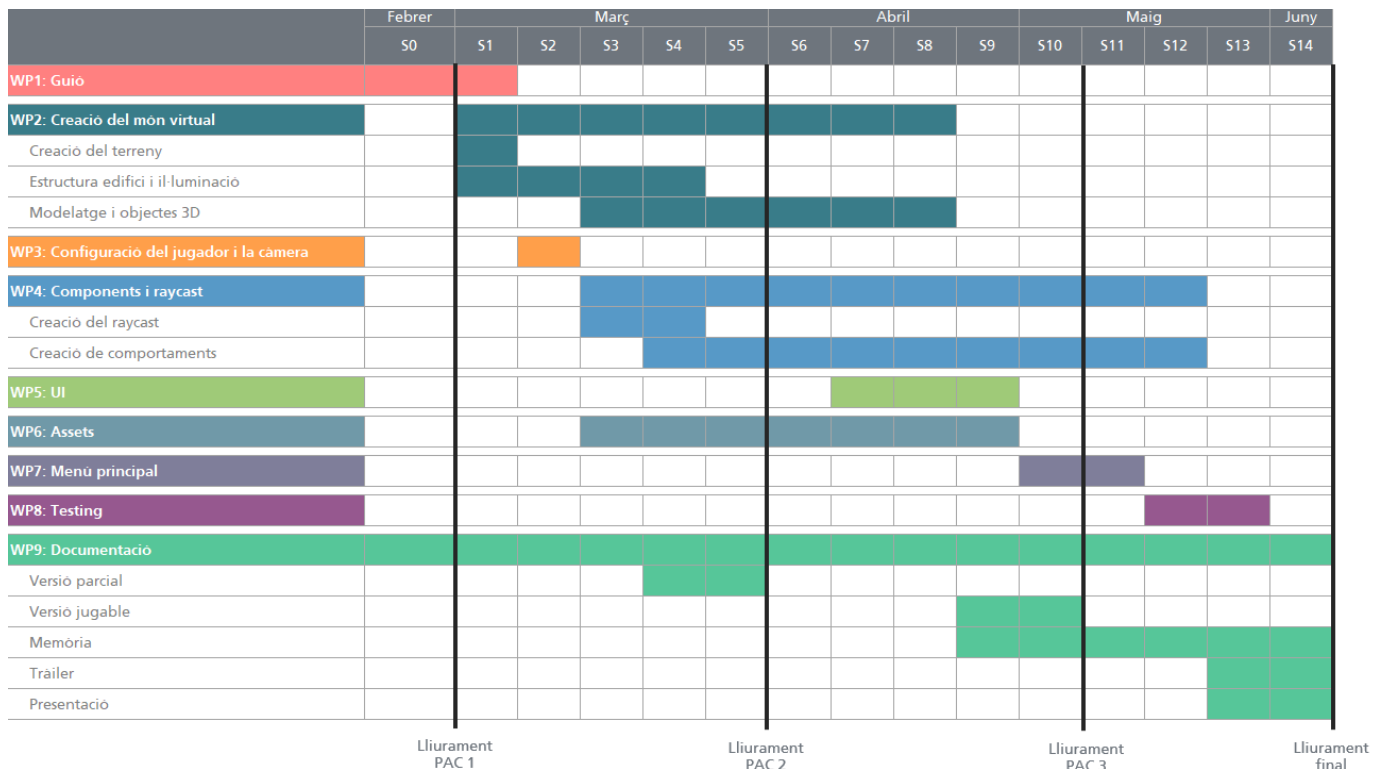 Febrer Març Abril Maig Juny
S0 S1 S2 S3 S4 S5 S6 S7 S8 S9 S10 S11 S12 S13 S14
WP1: Guió
WP2: Creació del món virtual
Creació del terreny
Estructura edifici i il·luminació
Modelatge i objectes 3D
WP3: Configuració del jugador i la càmera
WP4: Components i raycast
Creació del raycast
Creació de comportaments
WP5: UI
WP6: Assets
WP7: Menú principal
WP8: Testing
WP9: Documentació
Versió parcial
Versió jugable
Memòria
Tràiler
Presentació
Lliurament Lliurament Lliurament Lliurament
PAC 1 PAC 2 PAC 3 final